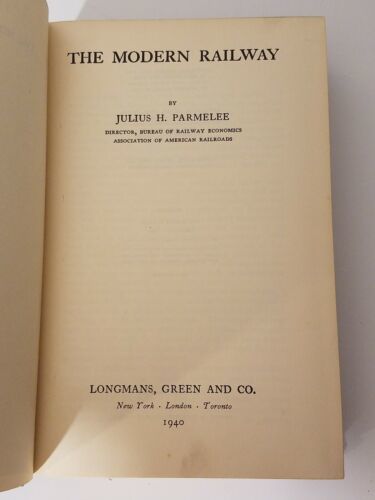 THE MODERN RAILWAY
BY
JULIUS H. PARMELEE
DIRECTOR, BUREAU OF RAILWAY ECONOMICS
ASSOCIATION OF AMERICAN RAILROADS
LONGMANS, GREEN AND CO.
New York · London · Toronto
1940